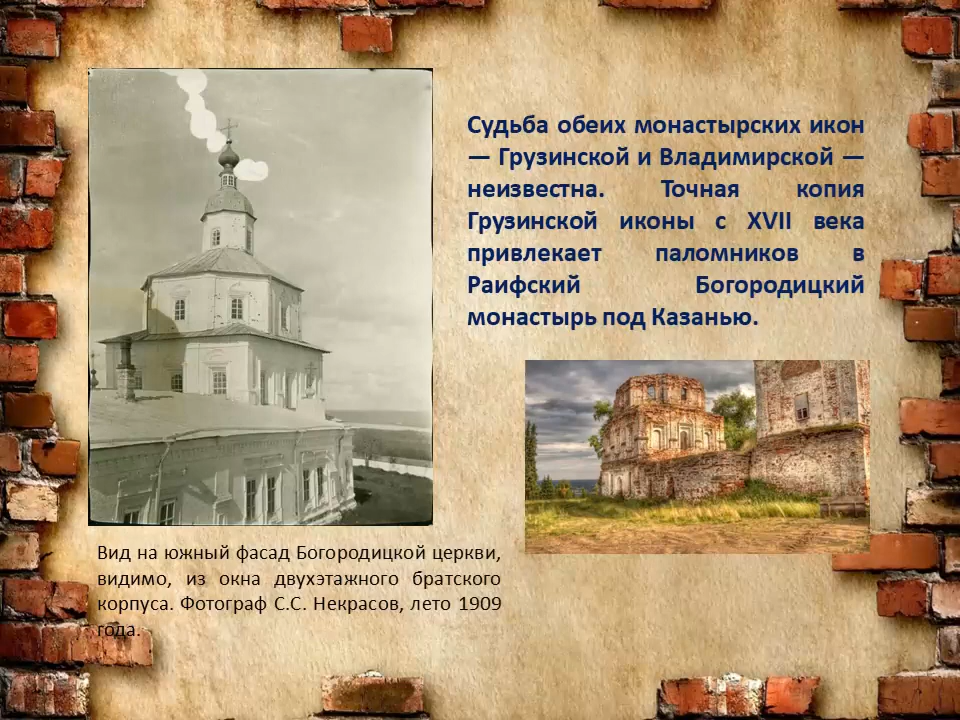 Судьба обеих монастырских икон
— Грузинской и Владимирской —
неизвестна. Точная копия
Грузинской иконы с XVII века
привлекает паломников в
Раифский Богородицкий
монастырь под Казанью.
Вид на южный фасад Богородицкой церкви,
видимо, из окна двухэтажного братского
корпуса. Фотограф С.С. Некрасов, лето 1909
года.